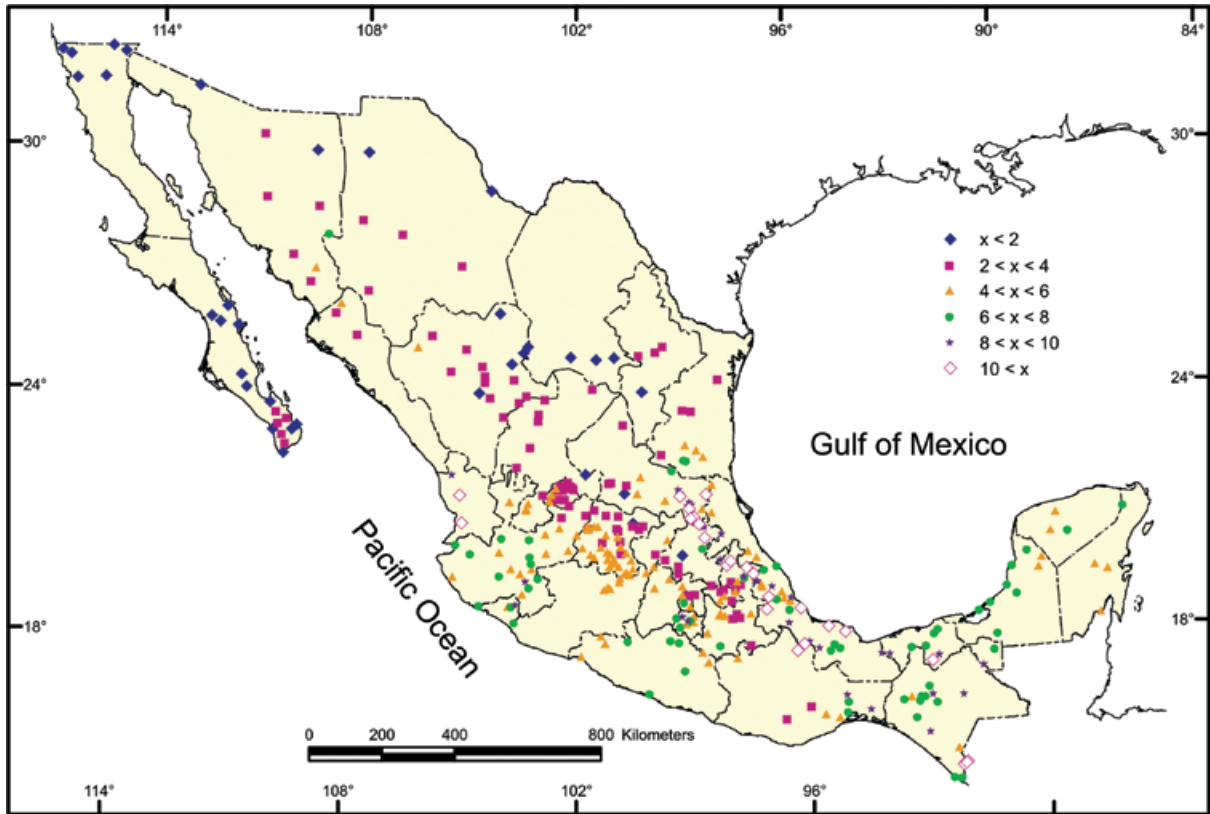 114° 108° 102° 96° 90° 84°
30° 30°
x < 2
2 < x < 4
4 < x < 6
6 < x < 8
8 < x < 10
10 < x
24° 24°
Gulf of Mexico
Pacific Ocean
18° 18°
0 200 400 800 Kilometers
114° 108° 102° 96°